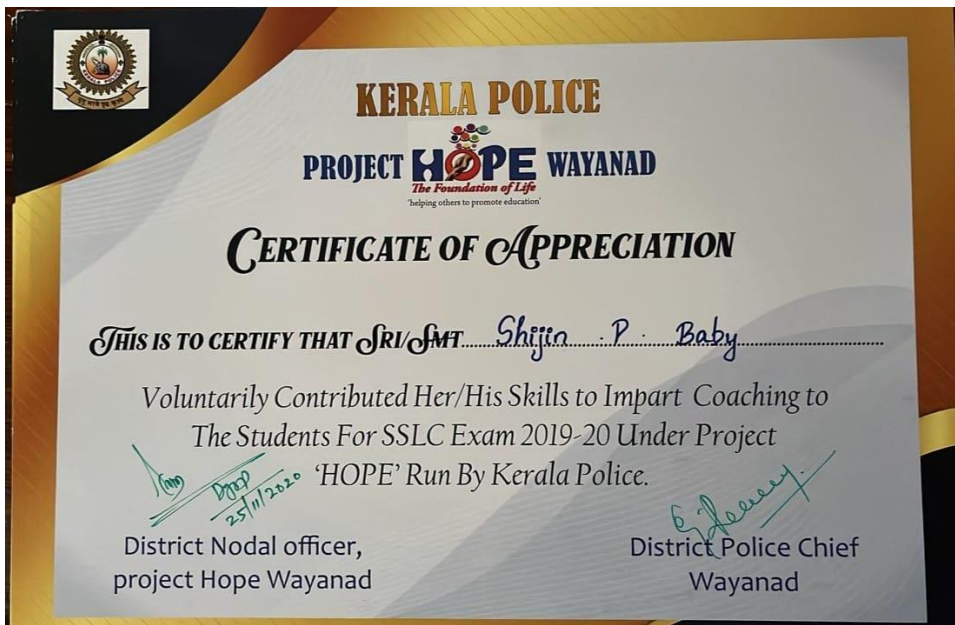 KERALA POLICE
PROJECT HOPE WAYANAD
The Foundation of Life
'helping others to promote education'
CERTIFICATE OF APPRECIATION
THIS IS TO CERTIFY THAT SRI/SMT Shijin . P . Baby
Voluntarily Contributed Her/His Skills to Impart Coaching to
The Students For SSLC Exam 2019-20 Under Project
'HOPE' Run By Kerala Police.
25/11/2020
District Nodal officer,
project Hope Wayanad
District Police Chief
Wayanad